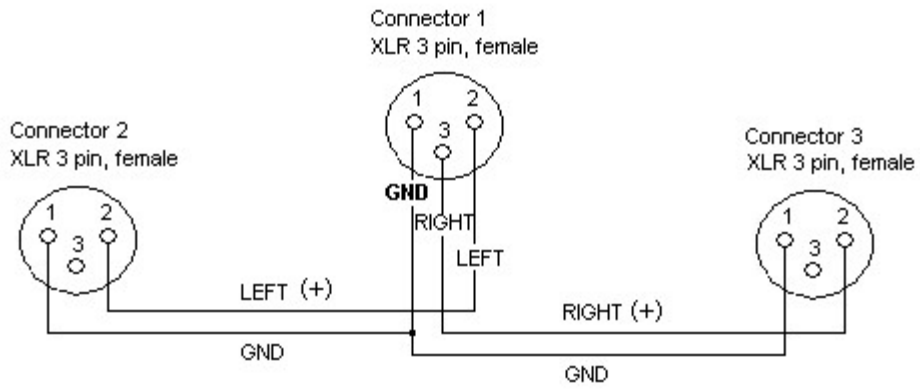 Connector 1
XLR 3 pin, female
1 2
3
GND
RIGHT
LEFT
Connector 2
XLR 3 pin, female
1 2
3
Connector 3
XLR 3 pin, female
1 2
3
LEFT (+)
GND
RIGHT (+)
GND